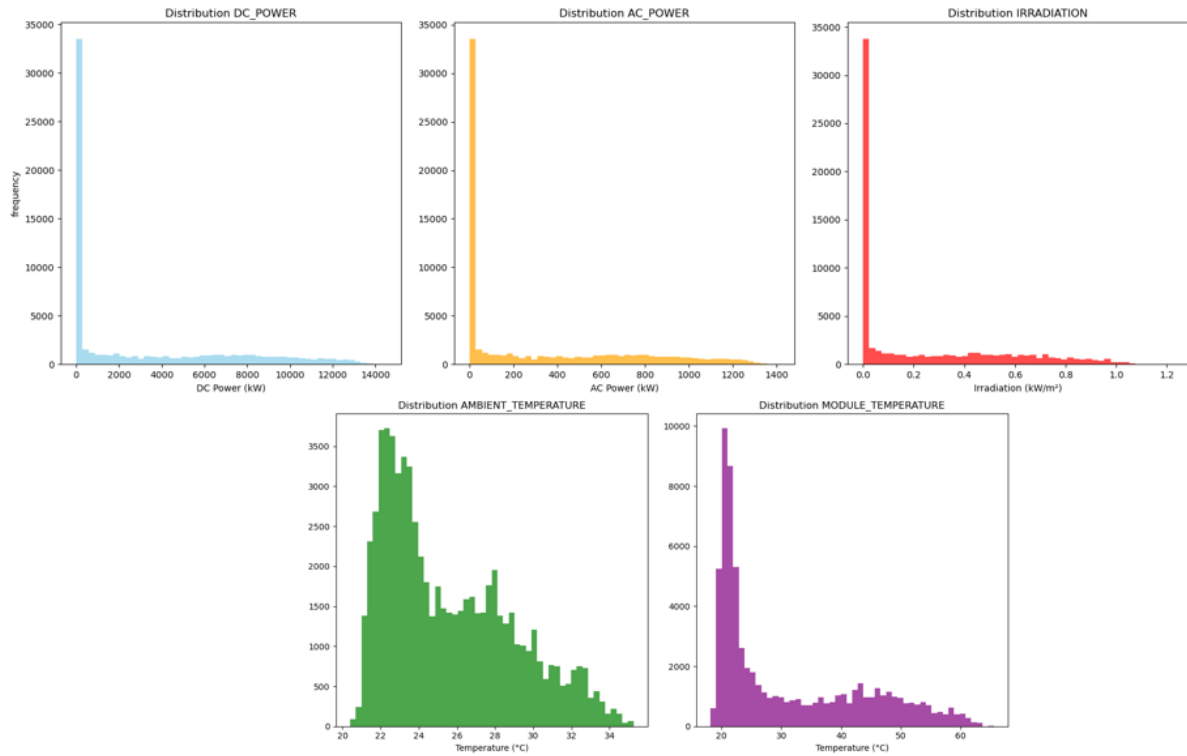 Distribution DC_POWER
35000
30000
25000
20000
15000
10000
5000
0
frequency
0 2000 4000 6000 8000 10000 12000 14000
DC Power (kW)
Distribution AC_POWER
35000
30000
25000
20000
15000
10000
5000
0
0 200 400 600 800 1000 1200 1400
AC Power (kW)
Distribution IRRADIATION
35000
30000
25000
20000
15000
10000
5000
0
0.0 0.2 0.4 0.6 0.8 1.0 1.2
Irradiation (kW/m²)
Distribution AMBIENT_TEMPERATURE
3500
3000
2500
2000
1500
1000
500
0
20 22 24 26 28 30 32 34
Temperature (°C)
Distribution MODULE_TEMPERATURE
10000
8000
6000
4000
2000
0
20 30 40 50 60
Temperature (°C)